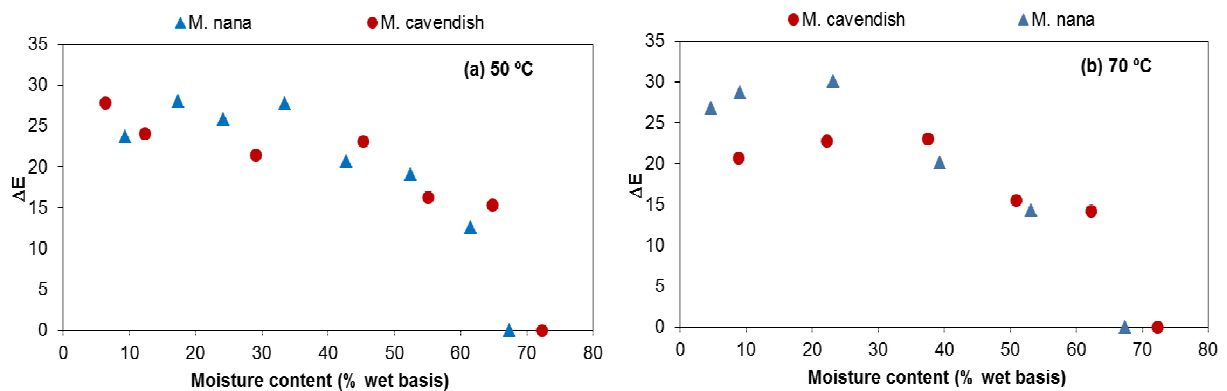 M. nana M. cavendish
(a) 50 ºC
35
30
25
20
15
10
5
0
ΔE
0 10 20 30 40 50 60 70 80
Moisture content (% wet basis)
M. cavendish M. nana
(b) 70 ºC
35
30
25
20
15
10
5
0
ΔE
0 10 20 30 40 50 60 70 80
Moisture content (% wet basis)